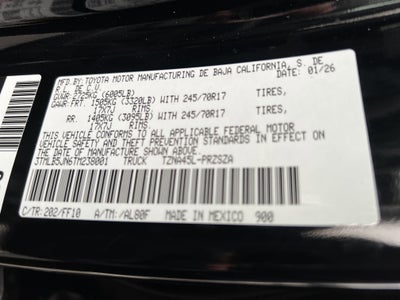 MFD.BY: TOYOTA MOTOR MANUFACTURING DE BAJA CALIFORNIA, S. DE
R.L. DE C.V. DATE: 01/26
GVWR (6005LB)
GAWR: FRT. 1505KG (3320LB) WITH 245/70R17 TIRES,
17X7J RIMS
RR. 1405KG (3095LB) WITH 245/70R17 TIRES,
17X7J RIMS
THIS VEHICLE CONFORMS TO ALL APPLICABLE FEDERAL MOTOR
VEHICLE SAFETY AND THEFT PREVENTION STANDARDS IN EFFECT ON THE
DATE OF MANUFACTURE SHOWN ABOVE.
3TMLB5JN6TM238001 TRUCK TZNA45L-PRZSZA
C/TR: 202/FF10 A/TM: /AL80F MADE IN MEXICO 900